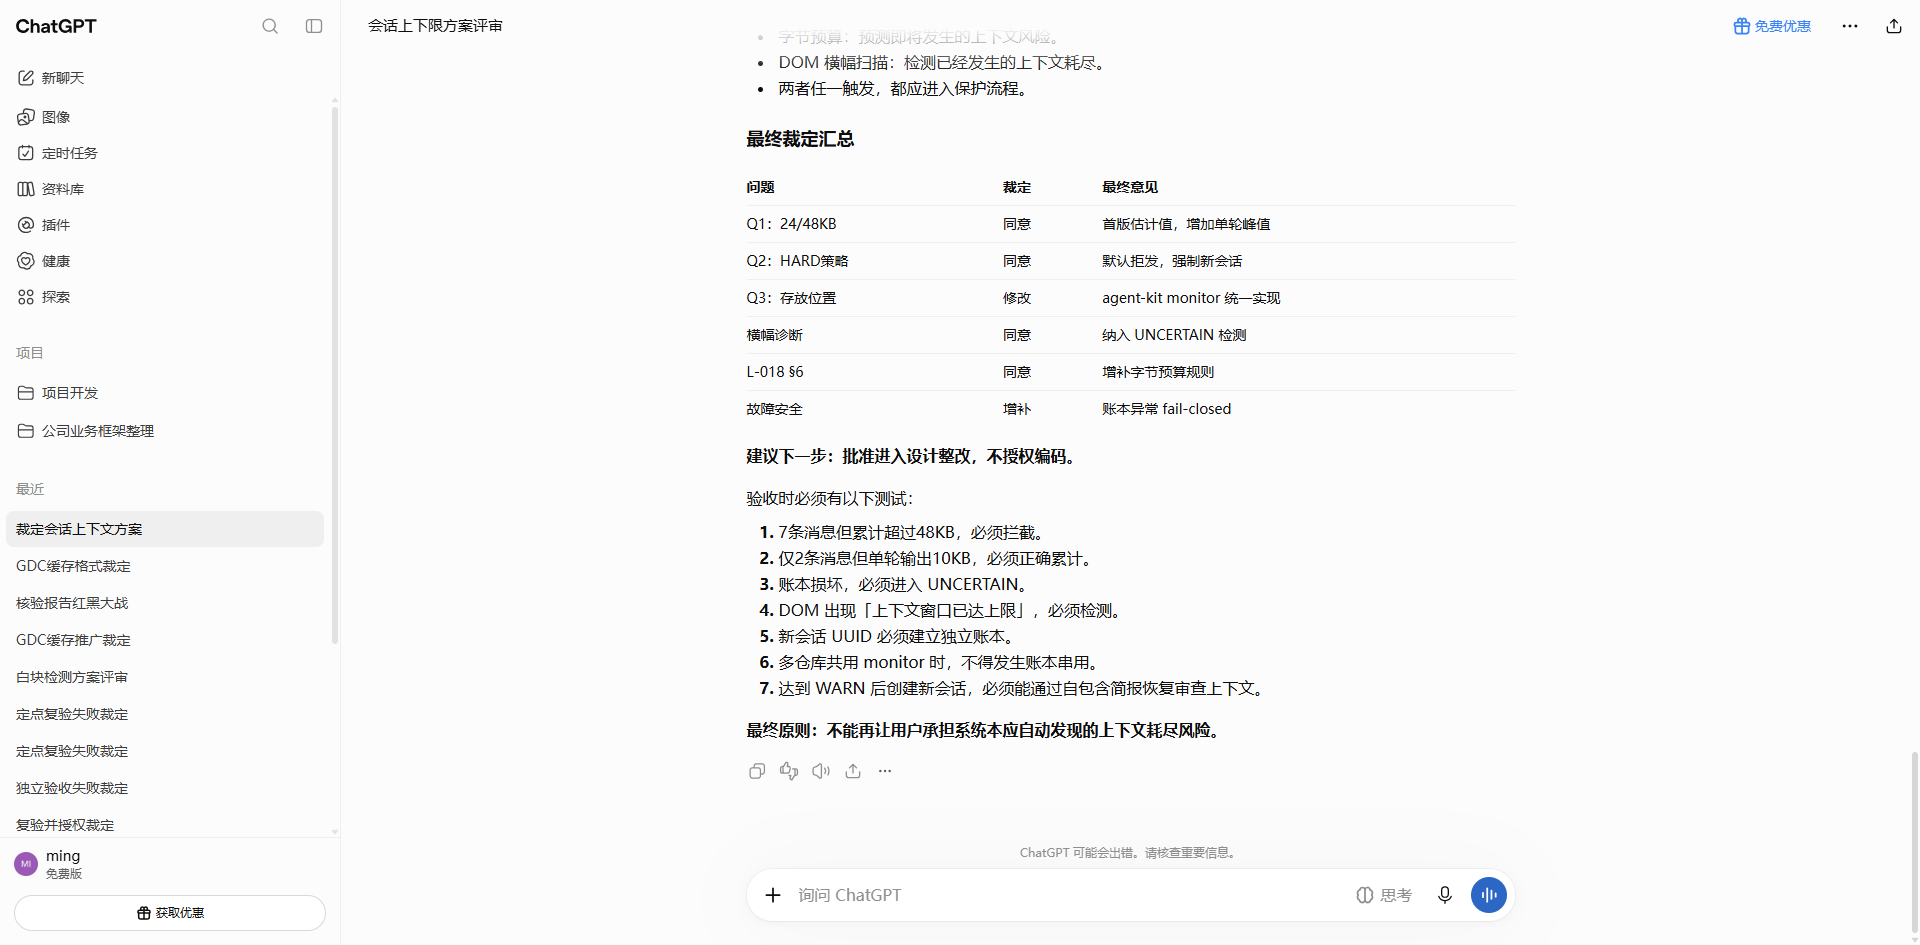 ChatGPT
新聊天
图像
定时任务
资料库
插件
健康
探索
项目
项目开发
公司业务框架整理
最近
裁定会话上下文方案
GDC缓存格式裁定
核验报告红黑大战
GDC缓存推广裁定
白块检测方案评审
定点复验失败裁定
定点复验失败裁定
独立验收失败裁定
复验并授权裁定
MI
ming
免费版
获取优惠
会话上下限方案评审
免费优惠
字节预算：预测即将发生的上下文风险。
DOM 横幅扫描：检测已经发生的上下文耗尽。
两者任一触发，都应进入保护流程。
最终裁定汇总
问题 裁定 最终意见
Q1：24/48KB 同意 首版估计值，增加单轮峰值
Q2：HARD策略 同意 默认拒发，强制新会话
Q3：存放位置 修改 agent-kit monitor 统一实现
横幅诊断 同意 纳入 UNCERTAIN 检测
L-018 §6 同意 增补字节预算规则
故障安全 增补 账本异常 fail-closed
建议下一步：批准进入设计整改，不授权编码。
验收时必须有以下测试：
1. 7条消息但累计超过48KB，必须拦截。
2. 仅2条消息但单轮输出10KB，必须正确累计。
3. 账本损坏，必须进入 UNCERTAIN。
4. DOM 出现「上下文窗口已达上限」，必须检测。
5. 新会话 UUID 必须建立独立账本。
6. 多仓库共用 monitor 时，不得发生账本串用。
7. 达到 WARN 后创建新会话，必须能通过自包含简报恢复审查上下文。
最终原则：不能再让用户承担系统本应自动发现的上下文耗尽风险。
ChatGPT 可能会出错。请核查重要信息。
询问 ChatGPT
思考